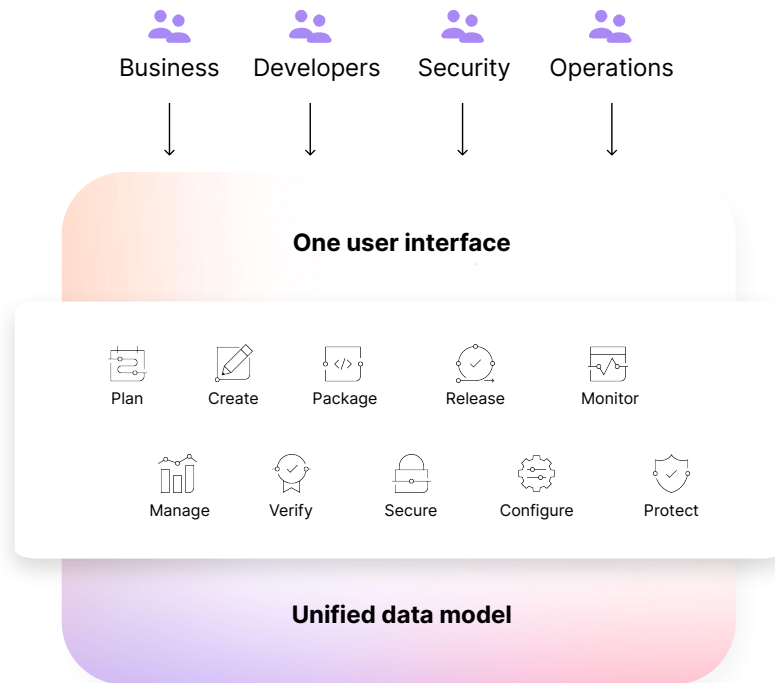 Business Developers Security Operations
One user interface
Plan Create Package Release Monitor
Manage Verify Secure Configure Protect
Unified data model